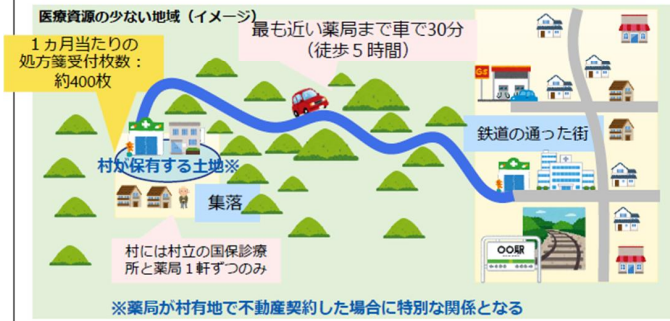 医療資源の少ない地域（イメージ）
1ヵ月当たりの
処方箋受付枚数：
約400枚
最も近い薬局まで車で30分
（徒歩５時間）
GS
鉄道の通った街
村が保有する土地※
集落
村には村立の国保診療
所と薬局１軒ずつのみ
〇〇駅
※薬局が村有地で不動産契約した場合に特別な関係となる